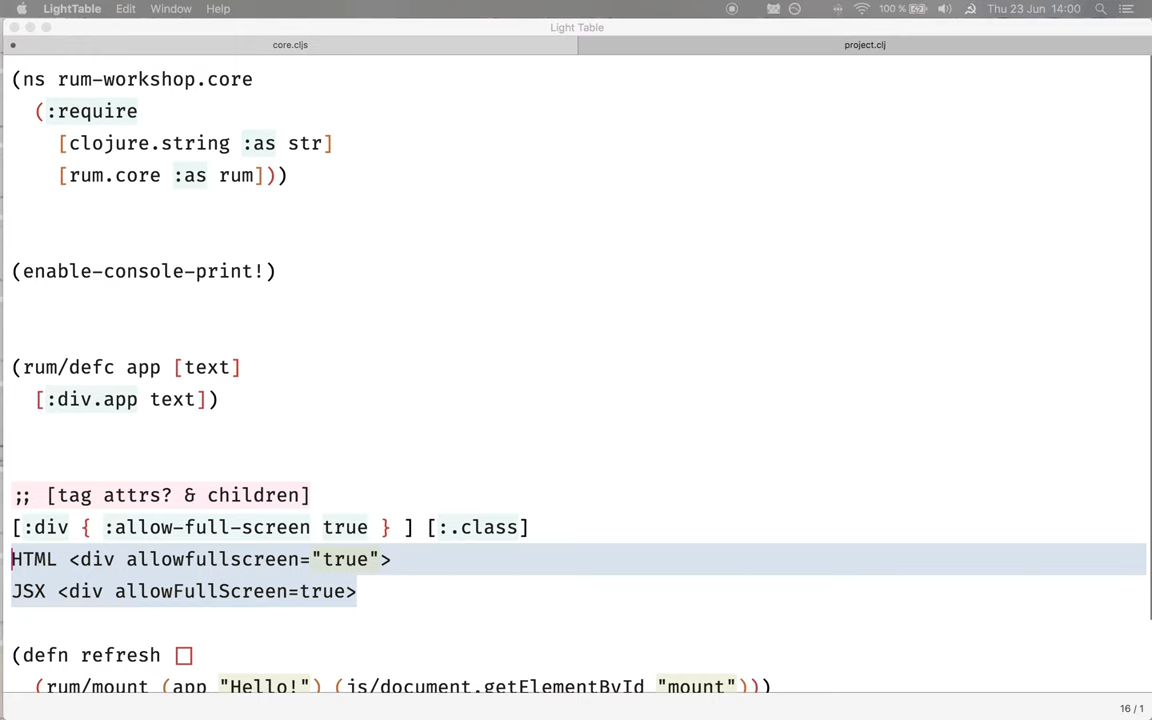 LightTable Edit Window Help 100 % Thu 23 Jun 14:00
Light Table
core.cljs project.clj
(ns rum-workshop.core
(:require
[clojure.string :as str]
[rum.core :as rum]))
(enable-console-print!)
(rum/defc app [text]
[:div.app text])
;; [tag attrs? & children]
[:div { :allow-full-screen true } ] [:.class]
HTML <div allowfullscreen="true">
JSX <div allowFullScreen=true>
(defn refresh []
(rum/mount (app "Hello!") (js/document.getElementById "mount")))
16 / 1